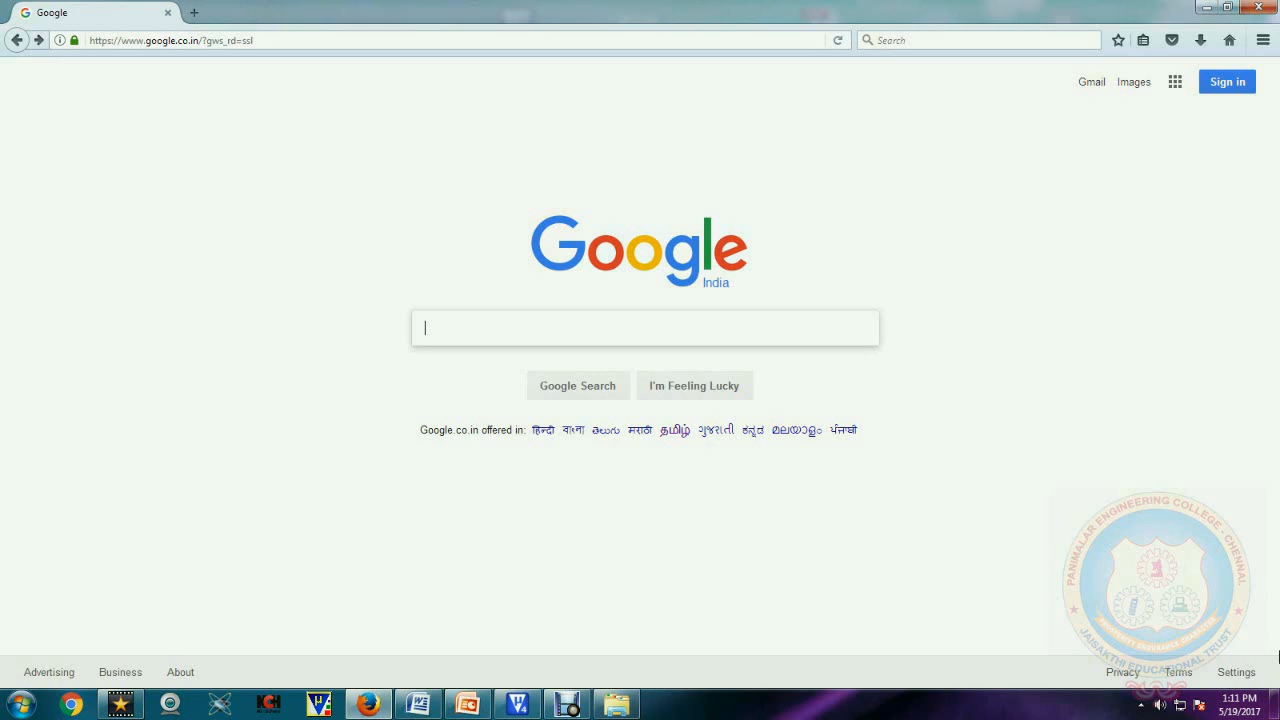 Google
https://www.google.co.in/?gws_rd=ssl
Search
Gmail Images Sign in
Google
India
Google Search I'm Feeling Lucky
Google.co.in offered in: हिन्दी বাংলা తెలుగు मराठी தமிழ் ગુજરાતી ಕನ್ನಡ മലയാളം ਪੰਜਾਬੀ
PANIMALAR ENGINEERING COLLEGE - CHENNAI
JAISAKTHI EDUCATIONAL TRUST
Advertising Business About Privacy Terms Settings
NCH
1:11 PM
5/19/2017